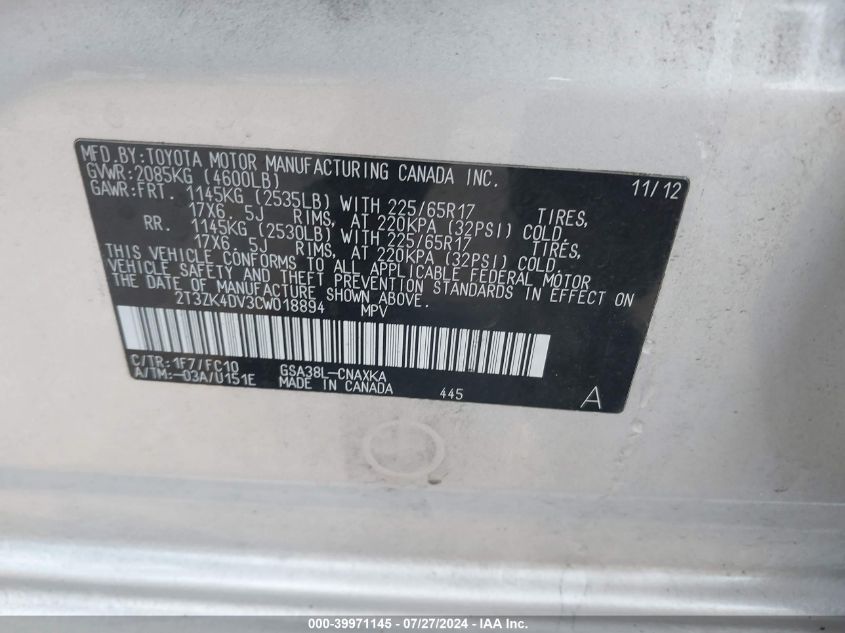 MFD.BY:TOYOTA MOTOR MANUFACTURING CANADA INC.
GVWR:2085KG (4600LB) 11/12
GAWR:FRT. 1145KG (2535LB) WITH 225/65R17 TIRES,
17X6. 5J RIMS, AT 220KPA (32PSI) COLD.
RR. 1145KG (2530LB) WITH 225/65R17 TIRES,
17X6. 5J RIMS, AT 220KPA (32PSI) COLD.
THIS VEHICLE CONFORMS TO ALL APPLICABLE FEDERAL MOTOR
VEHICLE SAFETY AND THEFT PREVENTION STANDARDS IN EFFECT ON
THE DATE OF MANUFACTURE SHOWN ABOVE.
2T3ZK4DV3CW018894 MPV
C/TR:1F7/FC10 GSA38L-CNAXKA
A/TM:-03A/U151E MADE IN CANADA 445 A
000-39971145 - 07/27/2024 - IAA Inc.